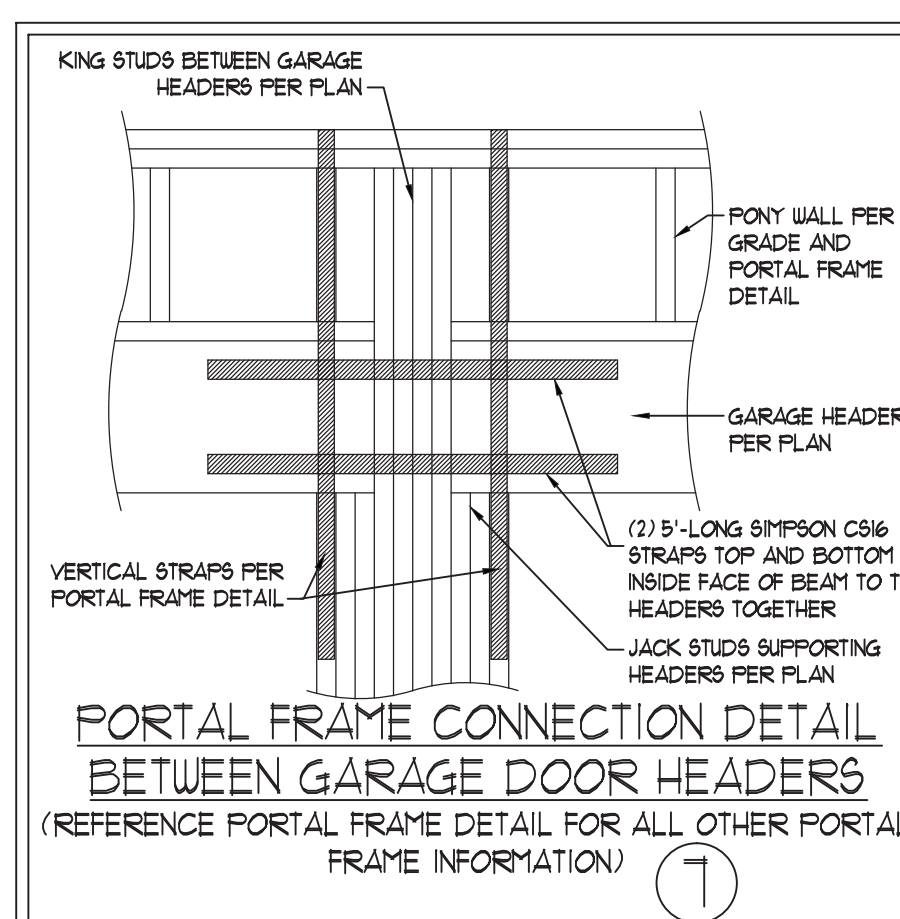 KING STUDS BETWEEN GARAGE
HEADERS PER PLAN
PONY WALL PER
GRADE AND
PORTAL FRAME
DETAIL
GARAGE HEADER
PER PLAN
(2) 5'-LONG SIMPSON CS16
STRAPS TOP AND BOTTOM
INSIDE FACE OF BEAM TO T
HEADERS TOGETHER
VERTICAL STRAPS PER
PORTAL FRAME DETAIL
JACK STUDS SUPPORTING
HEADERS PER PLAN
PORTAL FRAME CONNECTION DETAIL
BETWEEN GARAGE DOOR HEADERS
(REFERENCE PORTAL FRAME DETAIL FOR ALL OTHER PORTAL
FRAME INFORMATION)
7